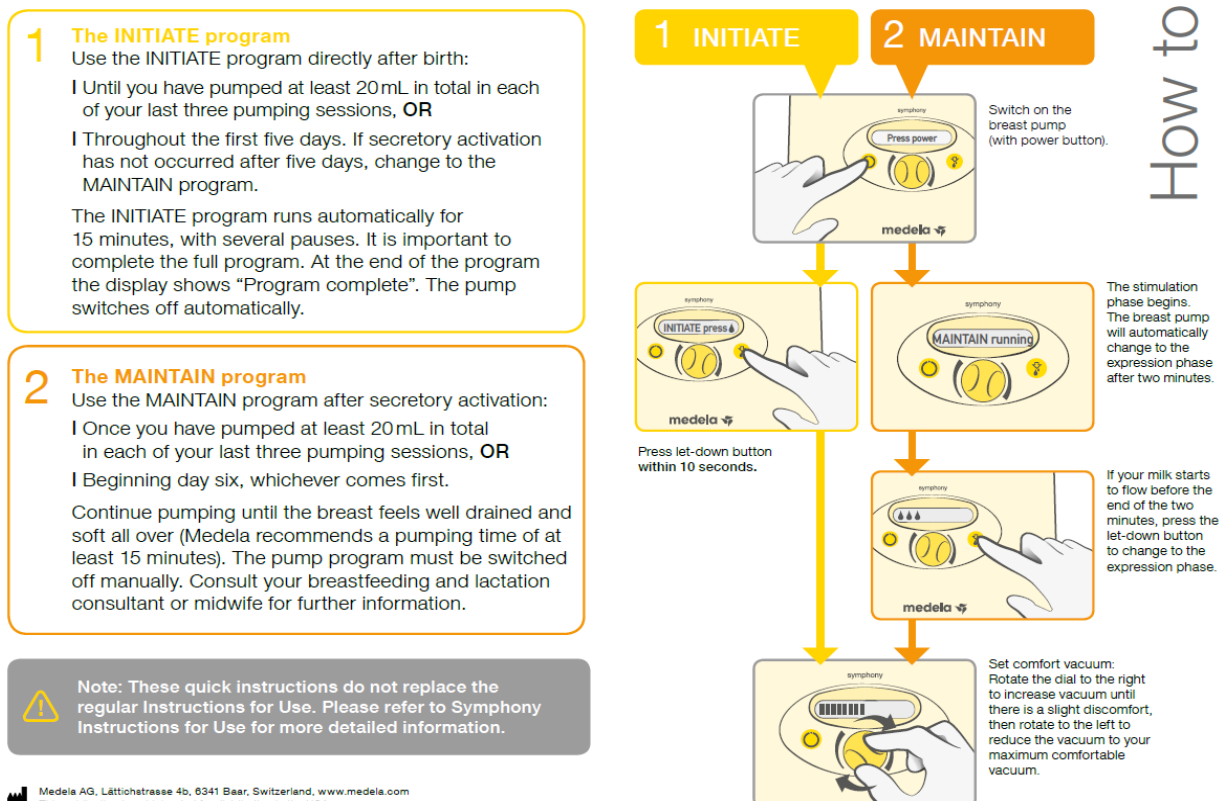 1
The INITIATE program
Use the INITIATE program directly after birth:
I Until you have pumped at least 20 mL in total in each
of your last three pumping sessions, OR
I Throughout the first five days. If secretory activation
has not occurred after five days, change to the
MAINTAIN program.
The INITIATE program runs automatically for
15 minutes, with several pauses. It is important to
complete the full program. At the end of the program
the display shows “Program complete”. The pump
switches off automatically.
2
The MAINTAIN program
Use the MAINTAIN program after secretory activation:
I Once you have pumped at least 20 mL in total
in each of your last three pumping sessions, OR
I Beginning day six, whichever comes first.
Continue pumping until the breast feels well drained and
soft all over (Medela recommends a pumping time of at
least 15 minutes). The pump program must be switched
off manually. Consult your breastfeeding and lactation
consultant or midwife for further information.
Note: These quick instructions do not replace the
regular Instructions for Use. Please refer to Symphony
Instructions for Use for more detailed information.
Medela AG, Lättichstrasse 4b, 6341 Baar, Switzerland, www.medela.com
How to
1 INITIATE
2 MAINTAIN
symphony
Press power
medela
Switch on the
breast pump
(with power button).
symphony
INITIATE press
medela
Press let-down button
within 10 seconds.
symphony
MAINTAIN running
medela
The stimulation
phase begins.
The breast pump
will automatically
change to the
expression phase
after two minutes.
symphony
medela
If your milk starts
to flow before the
end of the two
minutes, press the
let-down button
to change to the
expression phase.
symphony
Set comfort vacuum:
Rotate the dial to the right
to increase vacuum until
there is a slight discomfort,
then rotate to the left to
reduce the vacuum to your
maximum comfortable
vacuum.